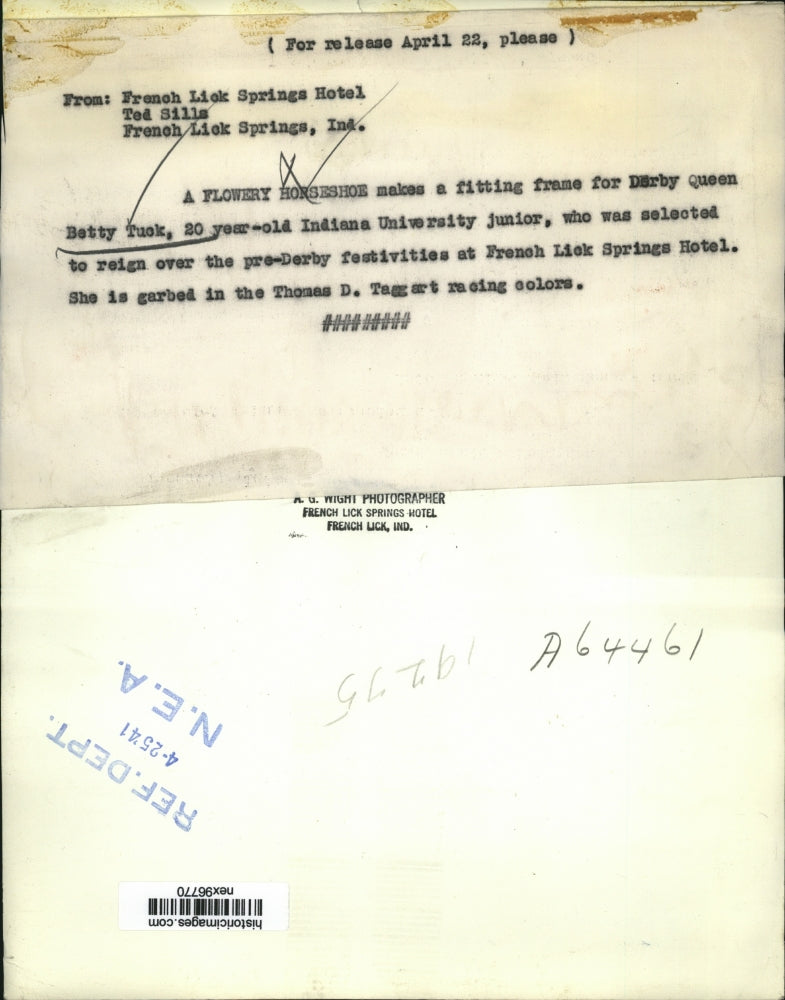 ( For release April 22, please )
From: French Lick Springs Hotel
Ted Sills
French Lick Springs, Ind.
A FLOWERY HORSESHOE makes a fitting frame for Derby Queen
Betty Tuck, 20 year-old Indiana University junior, who was selected
to reign over the pre-Derby festivities at French Lick Springs Hotel.
She is garbed in the Thomas D. Taggart racing colors.
#########
A. G. WIGHT PHOTOGRAPHER
FRENCH LICK SPRINGS HOTEL
FRENCH LICK, IND.
A64461
N.E.A.
4-2541
REF. DEPT.
nex96770
historicimages.com